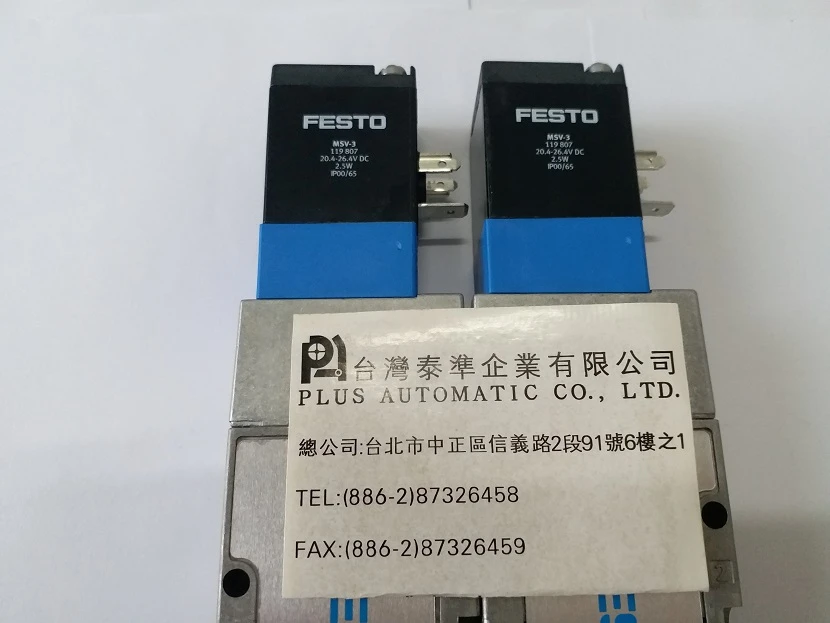 FESTO
MSV-3
119 807
20.4-26.4V DC
2.5W
IP00/65
FESTO
MSV-3
119 807
20.4-26.4V DC
2.5W
IP00/65
台灣泰準企業有限公司
PLUS AUTOMATIC CO., LTD.
總公司:台北市中正區信義路2段91號6樓之1
TEL:(886-2)87326458
FAX:(886-2)87326459
2